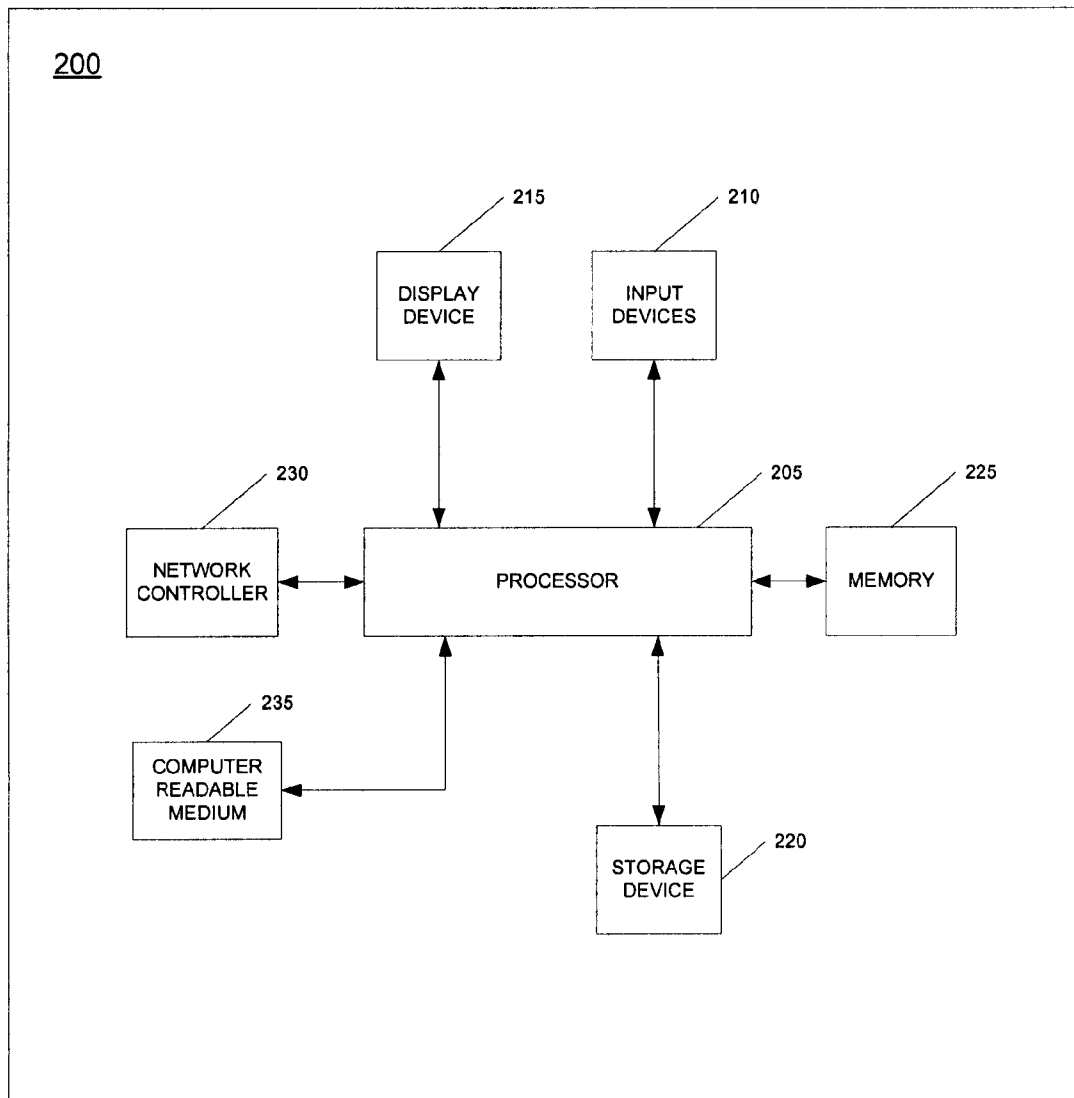 200
215
210
DISPLAY
DEVICE
INPUT
DEVICES
230
205
225
NETWORK
CONTROLLER
PROCESSOR
MEMORY
235
COMPUTER
READABLE
MEDIUM
220
STORAGE
DEVICE